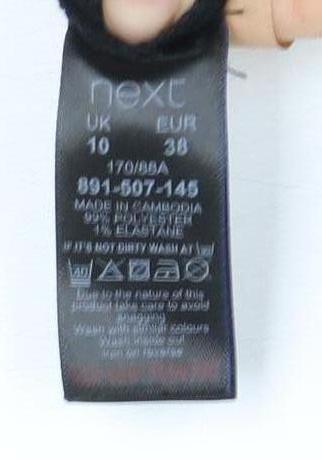 next
UK EUR
10 38
170/88A
891-507-145
MADE IN CAMBODIA
99% POLYESTER
1% ELASTANE
IF IT'S NOT DIRTY WASH AT 30
40
Due to the nature of this
product take care to avoid
snagging
Wash with similar colours
Wash inside out
Iron on reverse